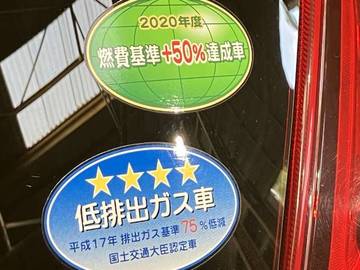 2020年度
燃費基準+50%達成車
★★★★
低排出ガス車
平成17年 排出ガス基準 75%低減
国土交通大臣認定車